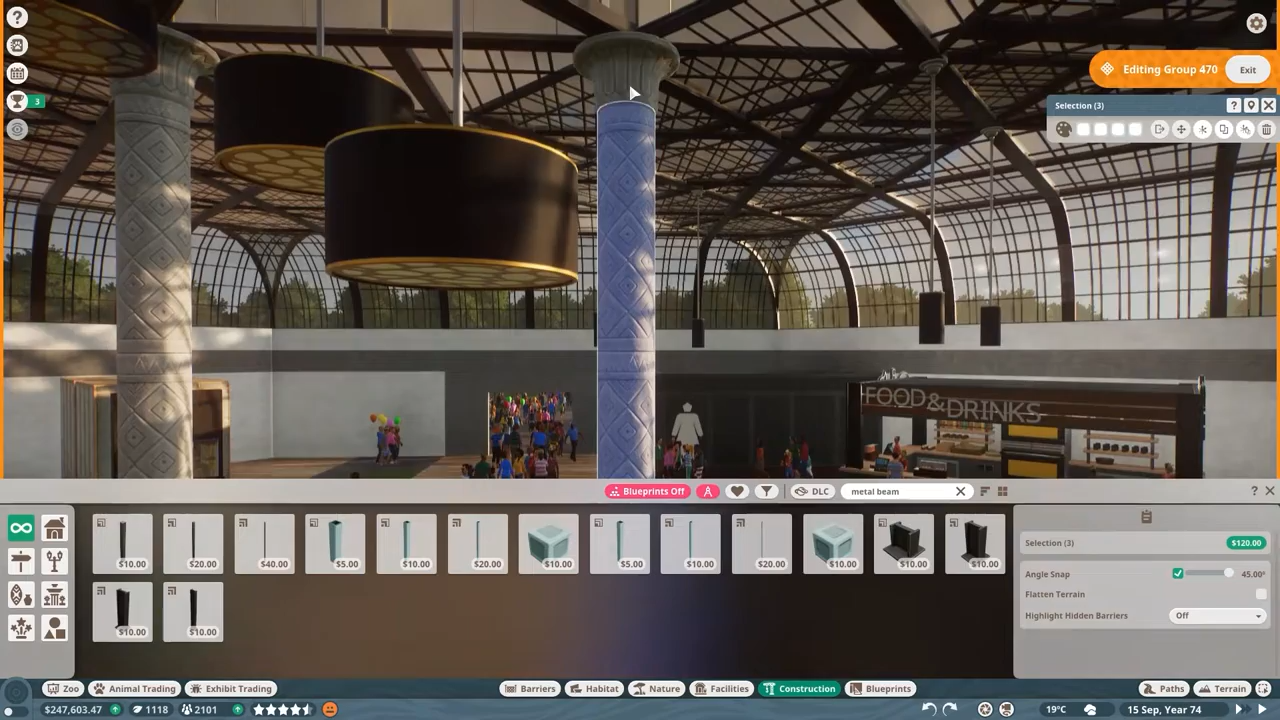 ?
Editing Group 470
Exit
3
Selection (3)
?
FOOD&DRINKS
Blueprints Off
DLC
metal beam
?
$10.00
$20.00
$40.00
$5.00
$10.00
$20.00
$10.00
$5.00
$10.00
$20.00
$10.00
$10.00
$10.00
$10.00
$10.00
Selection (3)
$120.00
Angle Snap
45.00°
Flatten Terrain
Highlight Hidden Barriers
Off
Zoo
Animal Trading
Exhibit Trading
Barriers
Habitat
Nature
Facilities
Construction
Blueprints
Paths
Terrain
$247,603.47
1118
2101
19°C
15 Sep, Year 74